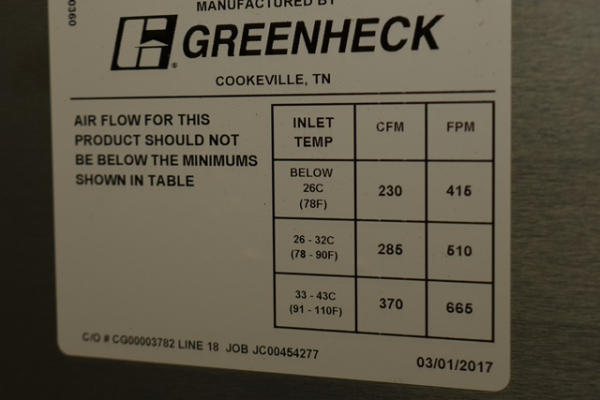 0360
MANUFACTURED BY
GREENHECK
COOKEVILLE, TN
AIR FLOW FOR THIS
PRODUCT SHOULD NOT
BE BELOW THE MINIMUMS
SHOWN IN TABLE
INLET TEMP CFM FPM
BELOW 26C (78F) 230 415
26 - 32C (78 - 90F) 285 510
33 - 43C (91 - 110F) 370 665
C/O # CG00003782 LINE 18 JOB JC00454277
03/01/2017